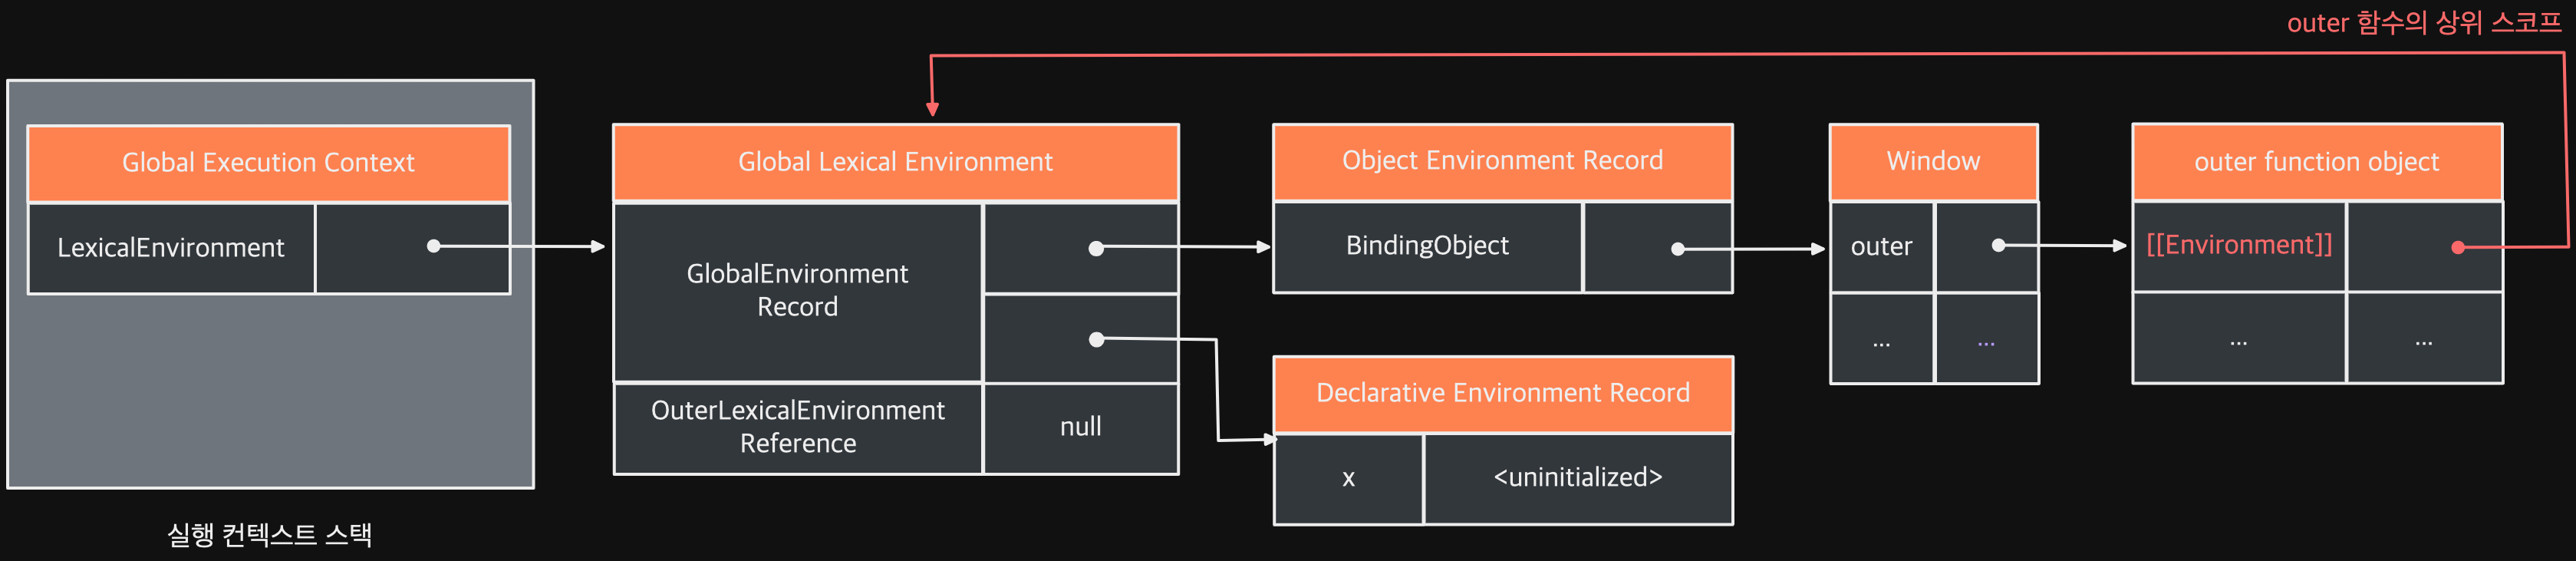 outer 함수의 상위 스코프
Global Execution Context
LexicalEnvironment
실행 컨텍스트 스택
Global Lexical Environment
GlobalEnvironment
Record
OuterLexicalEnvironment
Reference
null
Object Environment Record
BindingObject
Declarative Environment Record
x
<uninitialized>
Window
outer
...
...
outer function object
[[Environment]]
...
...